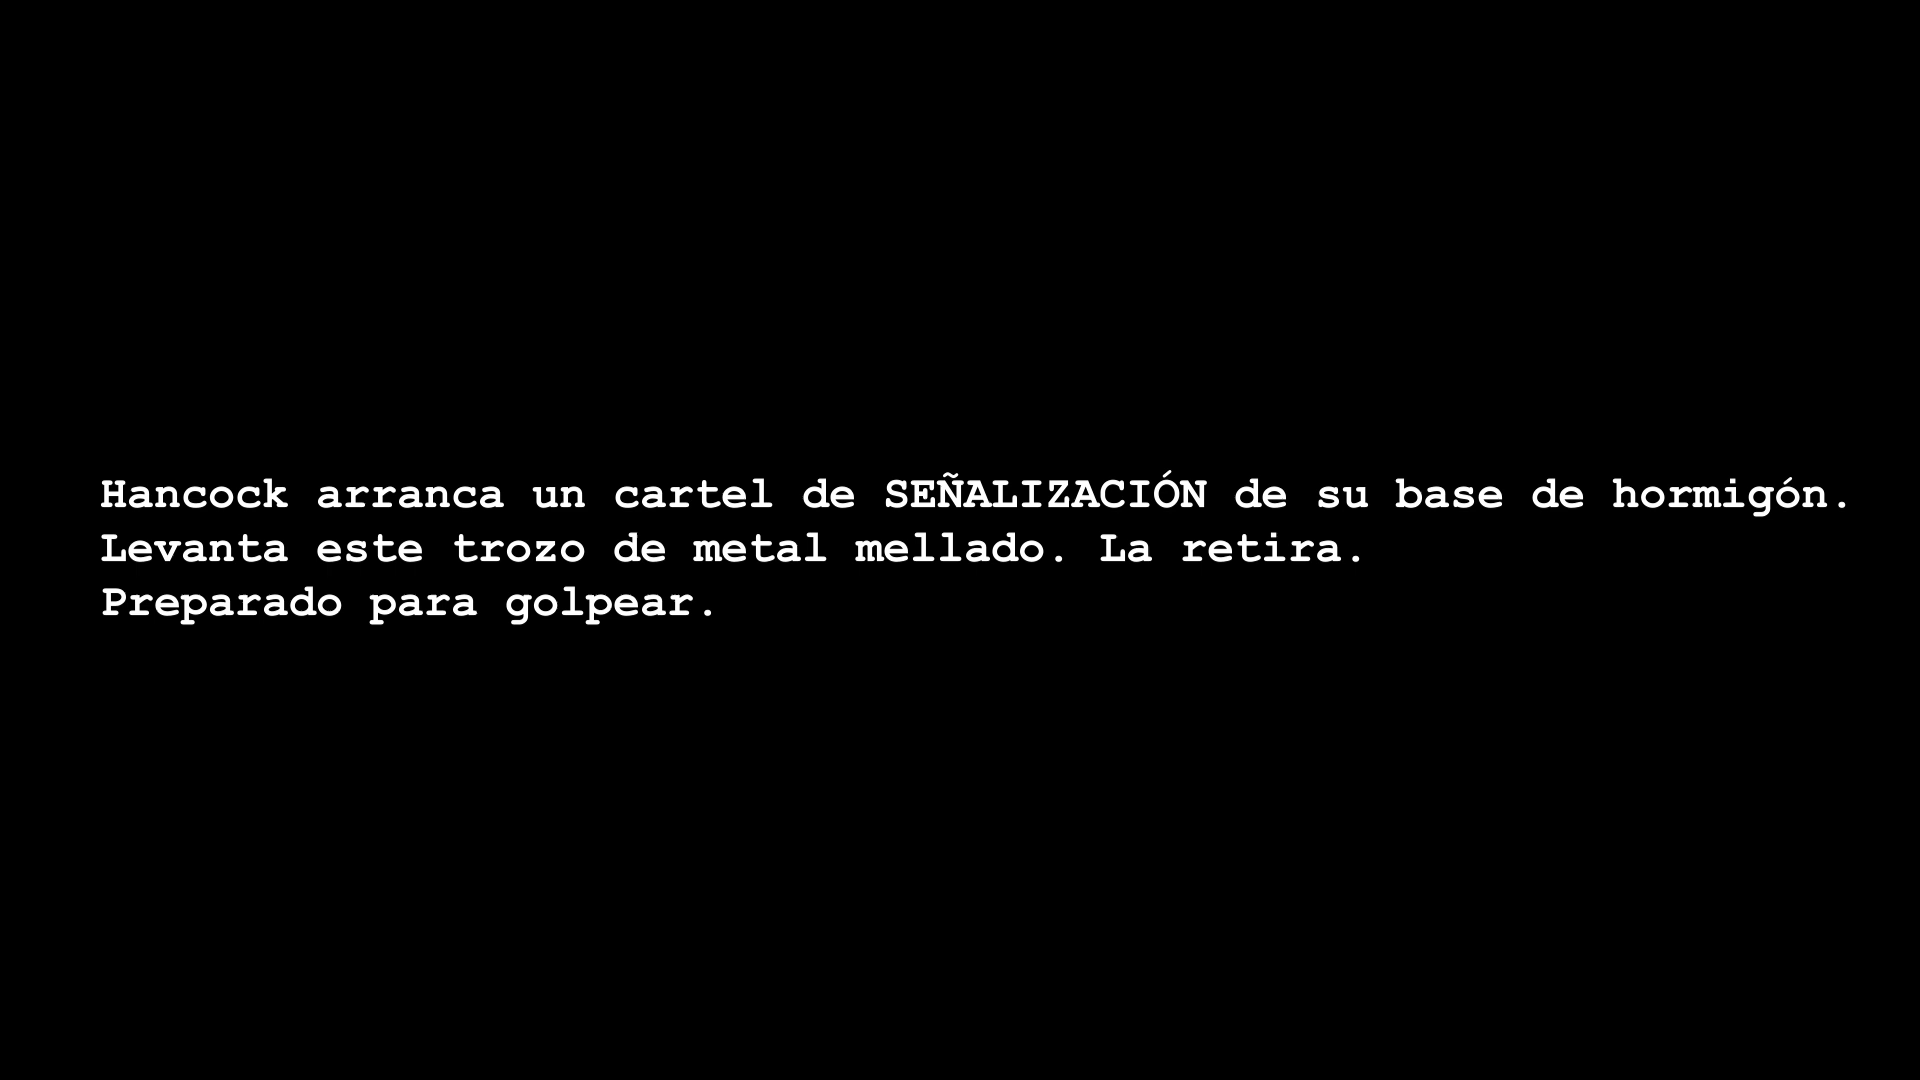 Hancock arranca un cartel de SEÑALIZACIÓN de su base de hormigón.
Levanta este trozo de metal mellado. La retira.
Preparado para golpear.